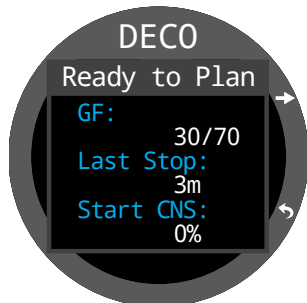 DECO
Ready to Plan
GF:
30/70
Last Stop:
3m
Start CNS:
0%